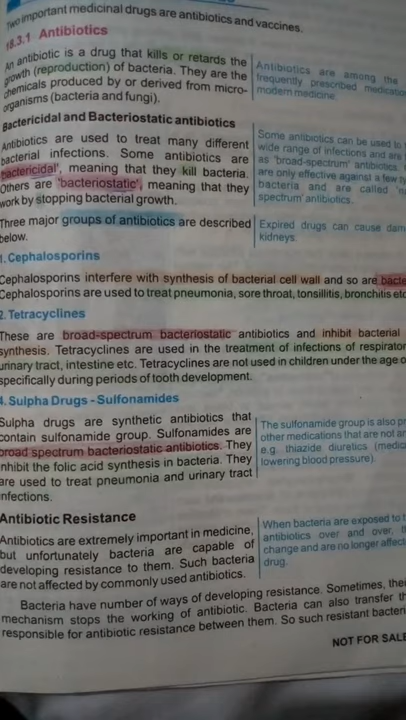 Two important medicinal drugs are antibiotics and vaccines.
18.3.1 Antibiotics
An antibiotic is a drug that kills or retards the
growth (reproduction) of bacteria. They are the
chemicals produced by or derived from micro-
organisms (bacteria and fungi).
Antibiotics are among the
frequently prescribed
modern medicine.
Bactericidal and Bacteriostatic antibiotics
Antibiotics are used to treat many different
bacterial infections. Some antibiotics are
'bactericidal', meaning that they kill bacteria.
Others are 'bacteriostatic', meaning that they
work by stopping bacterial growth.
Some antibiotics can be used to
wide range of infections and are
as 'broad-spectrum' antibiotics.
are only effective against a few
bacteria and are called
spectrum' antibiotics.
Three major groups of antibiotics are described
below.
Expired drugs can cause
kidneys.
1. Cephalosporins
Cephalosporins interfere with synthesis of bacterial cell wall and so are
Cephalosporins are used to treat pneumonia, sore throat, tonsillitis, bronchitis etc
2. Tetracyclines
These are broad-spectrum bacteriostatic antibiotics and inhibit bacterial
synthesis. Tetracyclines are used in the treatment of infections of
urinary tract, intestine etc. Tetracyclines are not used in children under the age
specifically during periods of tooth development.
4. Sulpha Drugs - Sulfonamides
Sulpha drugs are synthetic antibiotics that
contain sulfonamide group. Sulfonamides are
broad spectrum bacteriostatic antibiotics. They
inhibit the folic acid synthesis in bacteria. They
are used to treat pneumonia and urinary tract
infections.
The sulfonamide group is also
other medications that are not
e.g. thiazide diuretics
lowering blood pressure).
Antibiotic Resistance
Antibiotics are extremely important in medicine,
but unfortunately bacteria are capable of
developing resistance to them. Such bacteria
are not affected by commonly used antibiotics.
When bacteria are exposed to
antibiotics over and over,
change and are no longer
drug.
Bacteria have number of ways of developing resistance. Sometimes,
mechanism stops the working of antibiotic. Bacteria can also transfer
responsible for antibiotic resistance between them. So such resistant
NOT FOR SALE